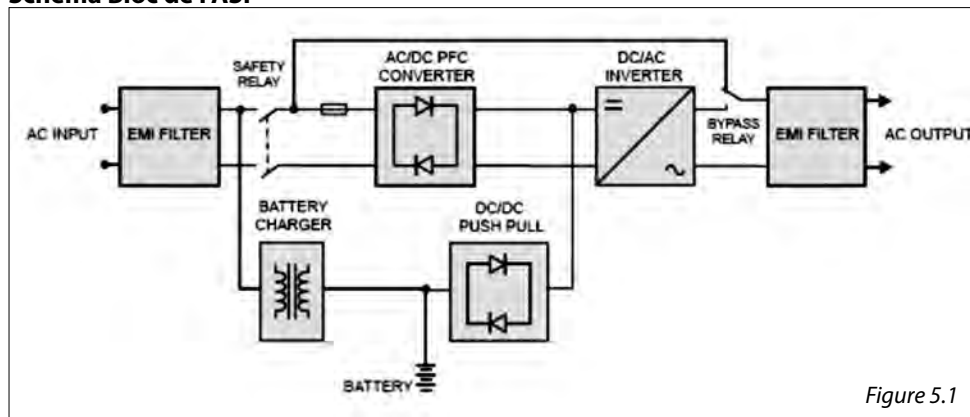 Schéma Bloc de l'ASI
SAFETY
RELAY
AC/DC PFC
CONVERTER
DC/AC
INVERTER
AC INPUT
EMI FILTER
BYPASS
RELAY
EMI FILTER
AC OUTPUT
BATTERY
CHARGER
DC/DC
PUSH PULL
BATTERY
Figure 5.1